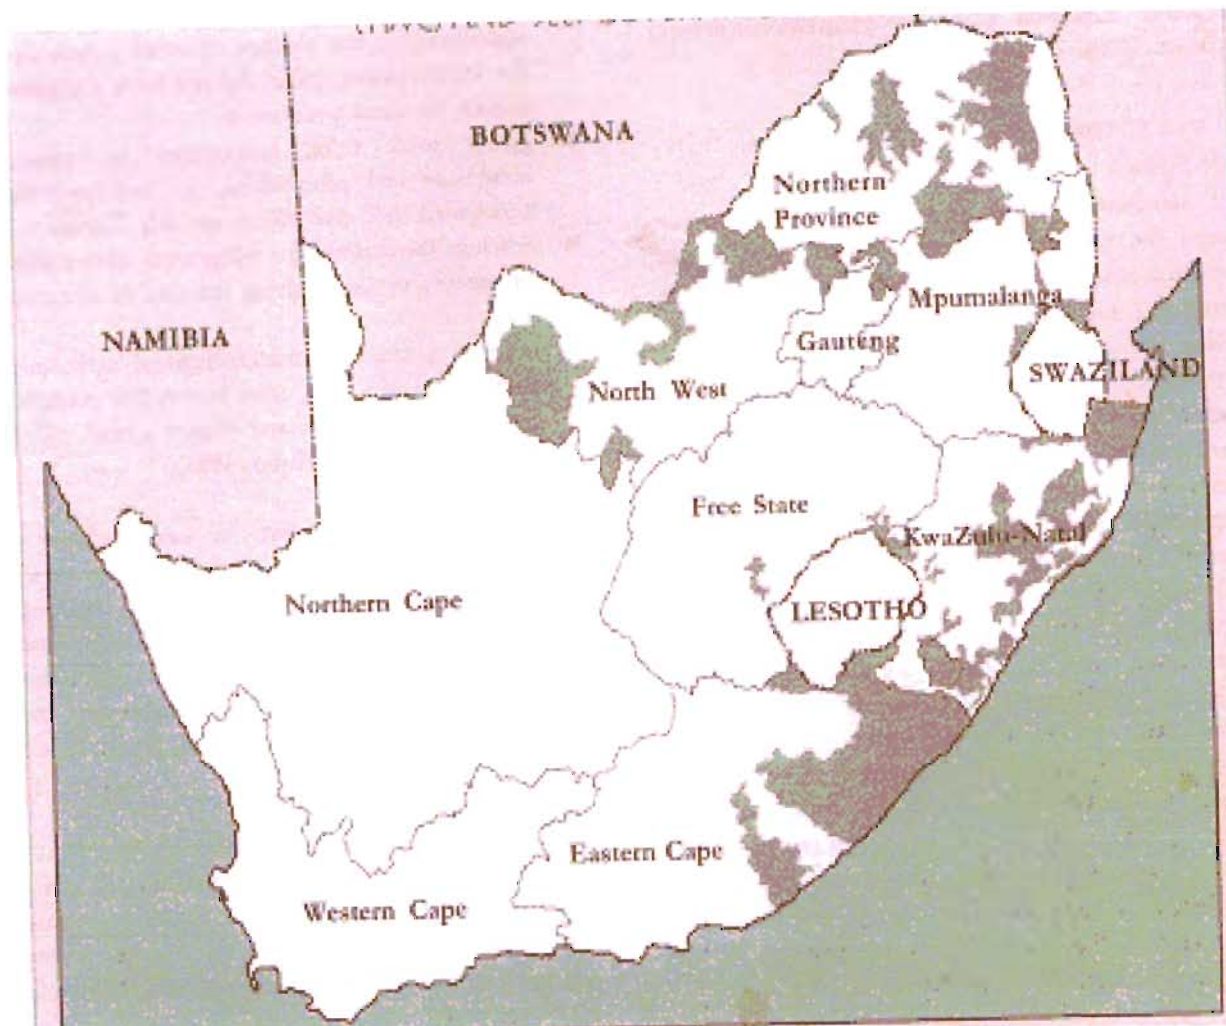 BOTSWANA
Northern
Province
Mpumalanga
NAMIBIA
Gauteng
SWAZILAND
North West
Free State
KwaZulu-Natal
Northern Cape
LESOTHO
Eastern Cape
Western Cape